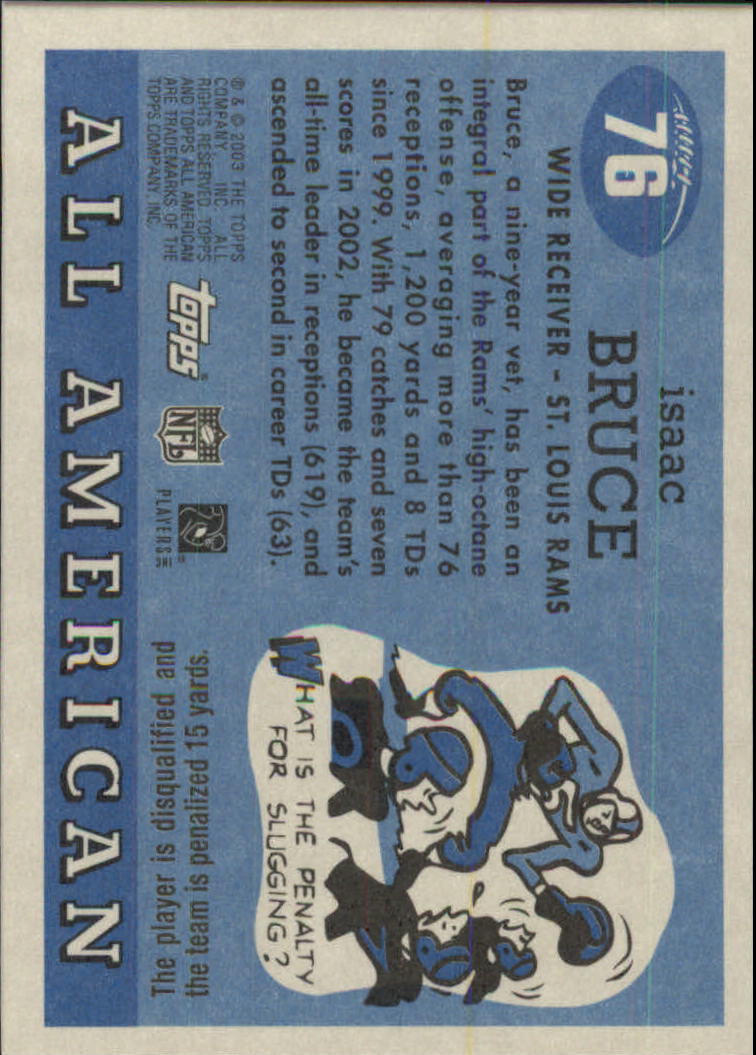 76
isaac
BRUCE
WIDE RECEIVER - ST. LOUIS RAMS
Bruce, a nine-year vet, has been an
integral part of the Rams' high-octane
offense, averaging more than 76
receptions, 1,200 yards and 8 TDs
since 1999. With 79 catches and seven
scores in 2002, he became the team's
all-time leader in receptions (619), and
ascended to second in career TDs (63).
® & © 2003 THE TOPPS
COMPANY, INC. ALL
RIGHTS RESERVED. TOPPS
AND TOPPS ALL AMERICAN
ARE TRADEMARKS OF THE
TOPPS COMPANY, INC.
topps
NFL
PLAYERS INC
WHAT IS THE PENALTY
FOR SLUGGING?
The player is disqualified and
the team is penalized 15 yards.
ALL AMERICAN